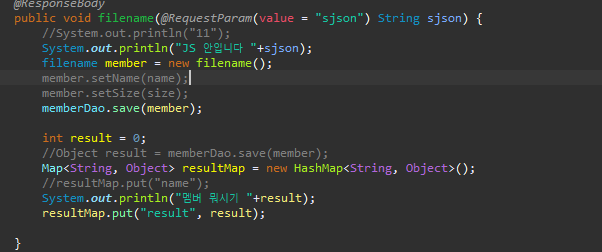 @ResponseBody
public void filename(@RequestParam(value = "sjson") String sjson) {
//System.out.println("11");
System.out.println("JS 안입니다 "+sjson);
filename member = new filename();
member.setName(name);
member.setSize(size);
memberDao.save(member);
int result = 0;
//Object result = memberDao.save(member);
Map<String, Object> resultMap = new HashMap<String, Object>();
//resultMap.put("name");
System.out.println("멤버 뭐시기 "+result);
resultMap.put("result", result);
}